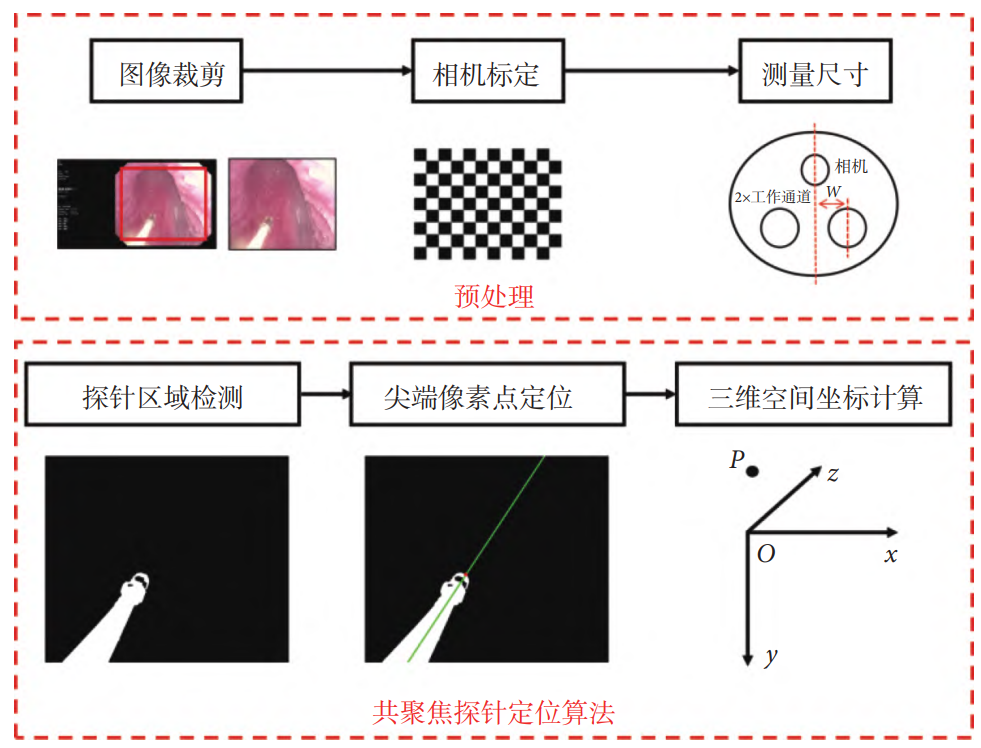 图像裁剪
相机标定
测量尺寸
相机
2×工作通道
W
预处理
探针区域检测
尖端像素点定位
三维空间坐标计算
P
z
O
x
y
共聚焦探针定位算法